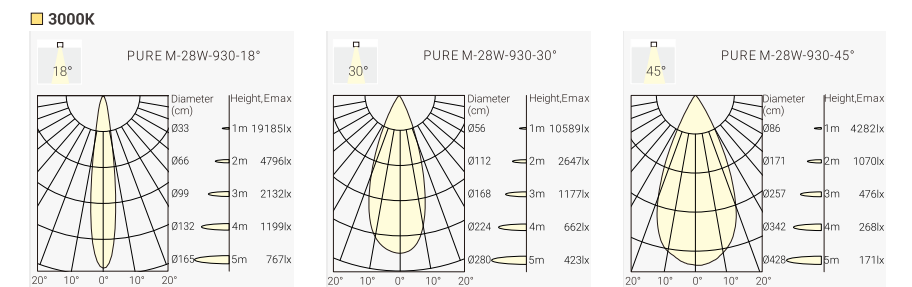 3000K
18°
PURE M-28W-930-18°
Diameter (cm) Height,Emax
Ø33 1m 19185lx
Ø66 2m 4796lx
Ø99 3m 2132lx
Ø132 4m 1199lx
Ø165 5m 767lx
20° 10° 0° 10° 20°
30°
PURE M-28W-930-30°
Diameter (cm) Height,Emax
Ø56 1m 10589lx
Ø112 2m 2647lx
Ø168 3m 1177lx
Ø224 4m 662lx
Ø280 5m 423lx
20° 10° 0° 10° 20°
45°
PURE M-28W-930-45°
Diameter (cm) Height,Emax
Ø86 1m 4282lx
Ø171 2m 1070lx
Ø257 3m 476lx
Ø342 4m 268lx
Ø428 5m 171lx
20° 10° 0° 10° 20°